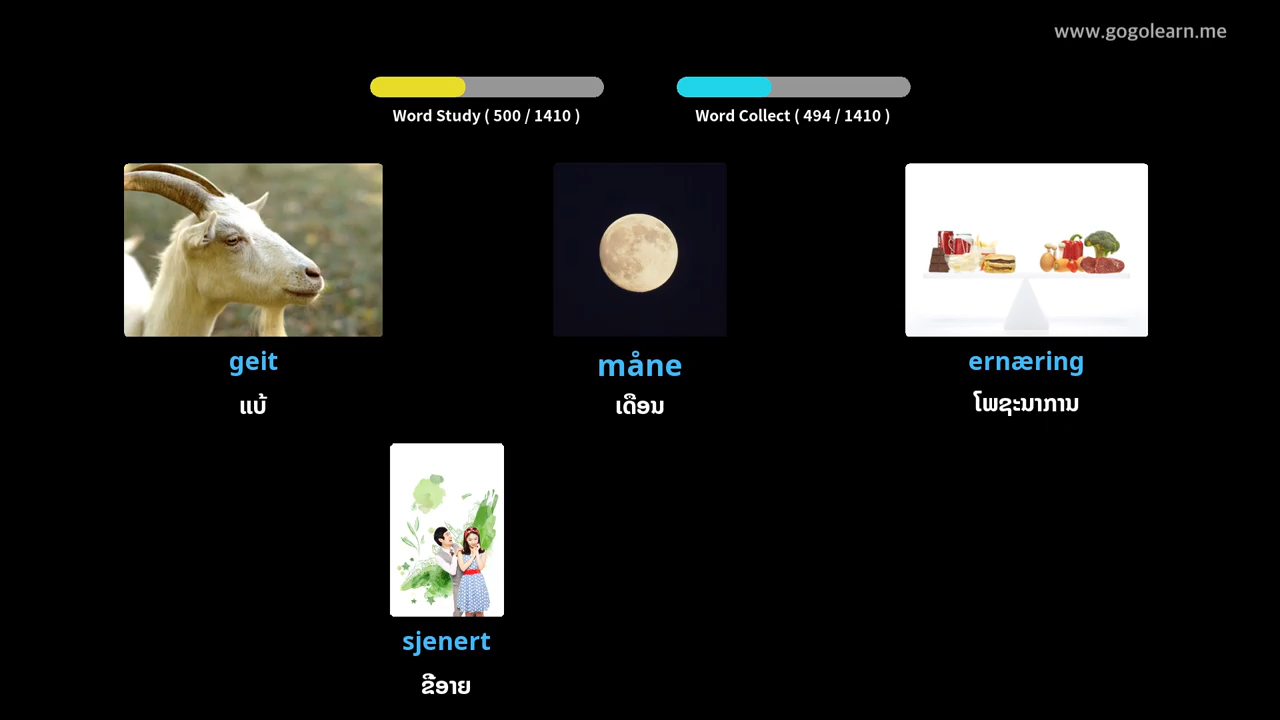 www.gogolearn.me
Word Study ( 500 / 1410 )
Word Collect ( 494 / 1410 )
geit
ແບ້
måne
ເດືອນ
ernæring
ໂພຊະນາການ
sjenert
ຂີ້ອາຍ